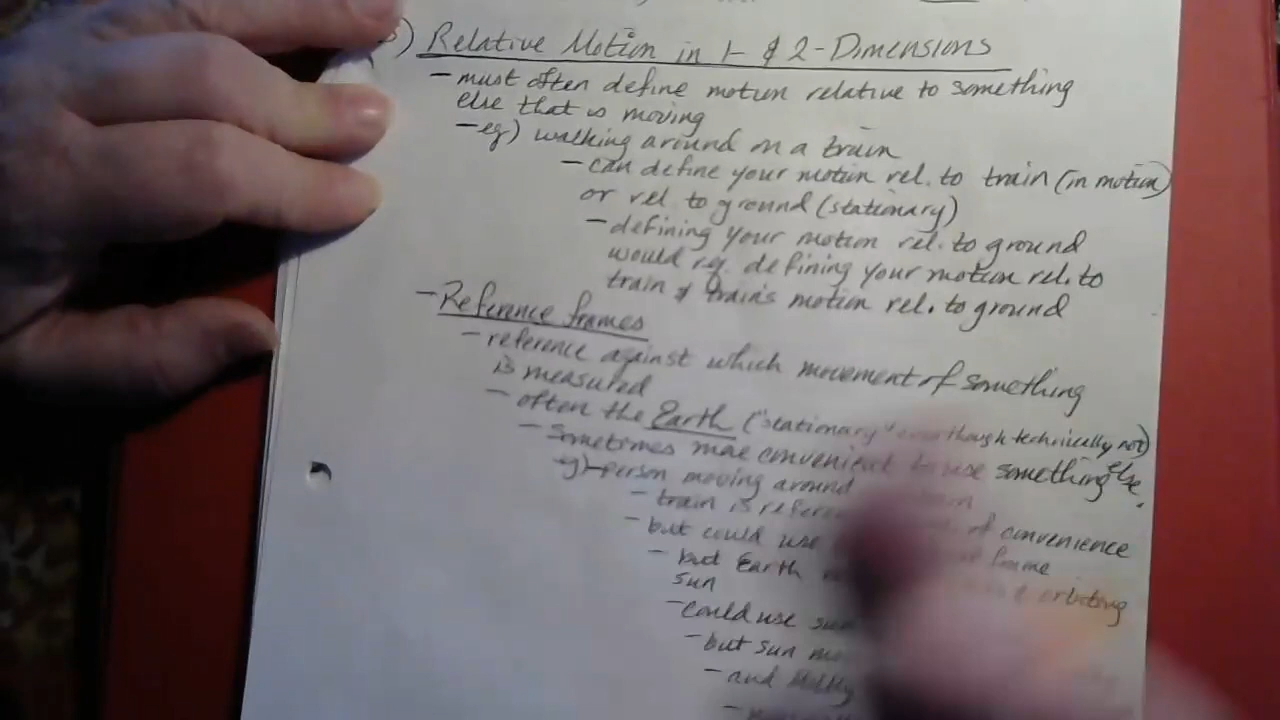 ) Relative Motion in 1- & 2-Dimensions
- must often define motion relative to something
else that is moving
- eg) walking around on a train
- can define your motion rel. to train (in motion)
or rel to ground (stationary)
- defining your motion rel. to ground
would req. defining your motion rel. to
train & train's motion rel. to ground
- Reference frames
- reference against which movement of something
is measured
- often the Earth ("stationary" even though technically not)
- sometimes more convenient to use something else.
eg) - person moving around
- train is of convenience
- but could use frame
- but Earth orbiting
sun
- could use sun
- but sun
- and Milky